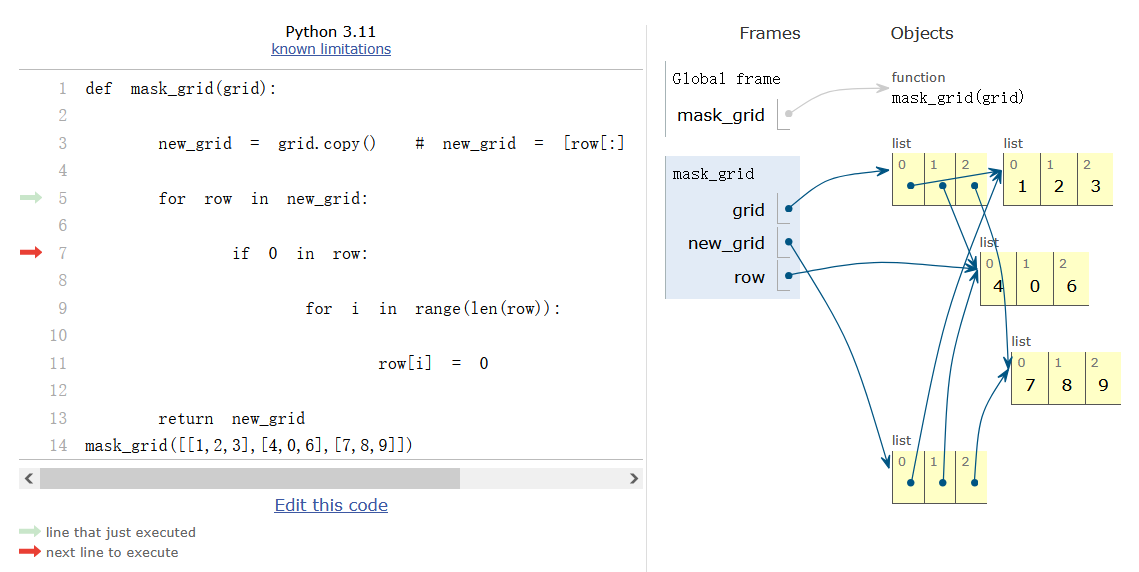 Python 3.11
known limitations
1 def mask_grid(grid):
2
3 new_grid = grid.copy() # new_grid = [row[:]
4
5 for row in new_grid:
6
7 if 0 in row:
8
9 for i in range(len(row)):
10
11 row[i] = 0
12
13 return new_grid
14 mask_grid([[1,2,3],[4,0,6],[7,8,9]])
Edit this code
line that just executed
next line to execute
Frames
Objects
Global frame
mask_grid
function
mask_grid(grid)
mask_grid
grid
new_grid
row
list
0 1 2
list
0 1 2
1 2 3
list
0 1 2
4 0 6
list
0 1 2
7 8 9
list
0 1 2